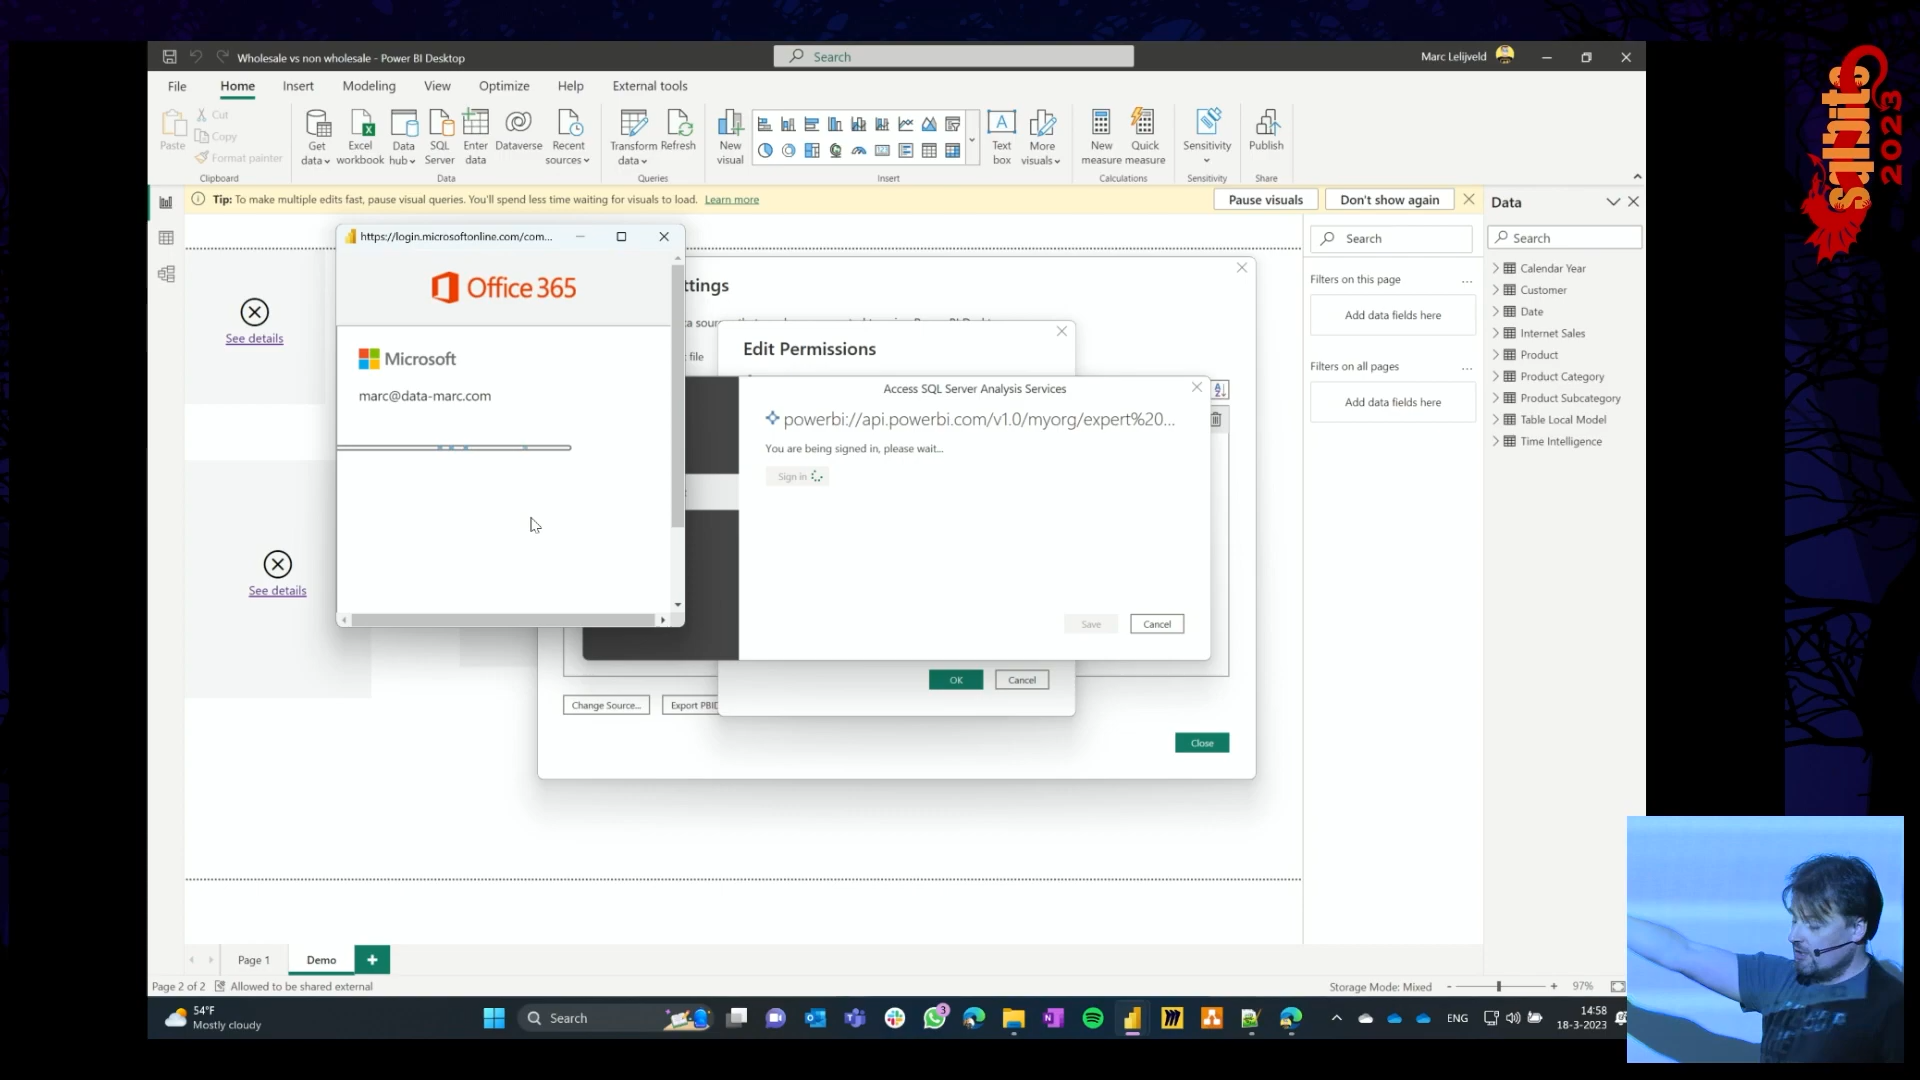 Wholesale vs non wholesale - Power BI Desktop
Search
Marc Lelijveld
File
Home
Insert
Modeling
View
Optimize
Help
External tools
Paste
Cut
Copy
Format painter
Clipboard
Get data
Excel workbook
Data hub
SQL Server
Enter data
Dataverse
Recent sources
Data
Transform data
Refresh
Queries
New visual
Text box
More visuals
Insert
New measure
Quick measure
Calculations
Sensitivity
Sensitivity
Publish
Share
Tip: To make multiple edits fast, pause visual queries. You'll spend less time waiting for visuals to load. Learn more
Pause visuals
Don't show again
See details
See details
https://login.microsoftonline.com/com...
Office 365
Microsoft
marc@data-marc.com
ttings
file
Edit Permissions
Access SQL Server Analysis Services
powerbi://api.powerbi.com/v1.0/myorg/expert%20...
You are being signed in, please wait...
Sign in
Save
Cancel
OK
Cancel
Change Source...
Export PBID
Close
Search
Filters on this page
...
Add data fields here
Filters on all pages
...
Add data fields here
Data
Search
Calendar Year
Customer
Date
Internet Sales
Product
Product Category
Product Subcategory
Table Local Model
Time Intelligence
Page 1
Demo
+
Page 2 of 2
Allowed to be shared external
Storage Mode: Mixed
- +
97%
54°F
Mostly cloudy
Search
3
ENG
14:58
18-3-2023
sqlbits
2023